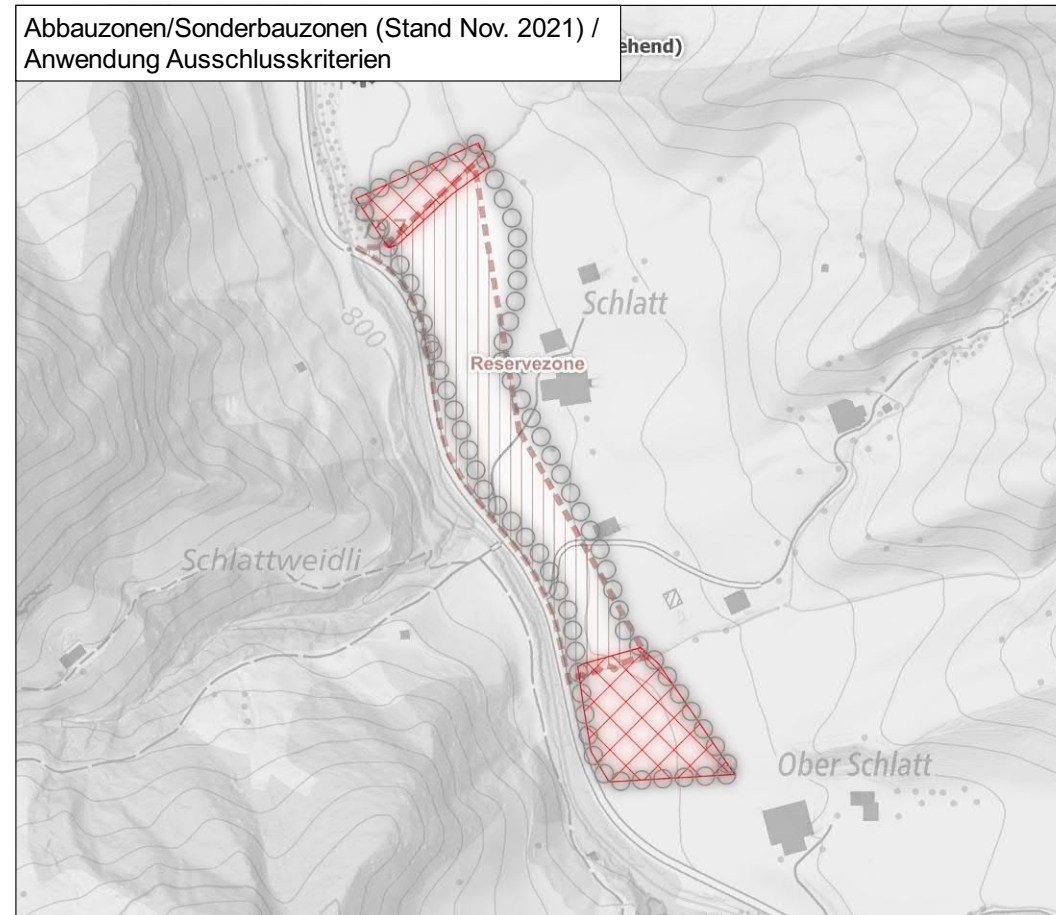 Abbauzonen/Sonderbauzonen (Stand Nov. 2021) /
Anwendung Ausschlusskriterien
ehend)
Schlatt
800
Reservezone
Schlattweidli
Ober Schlatt